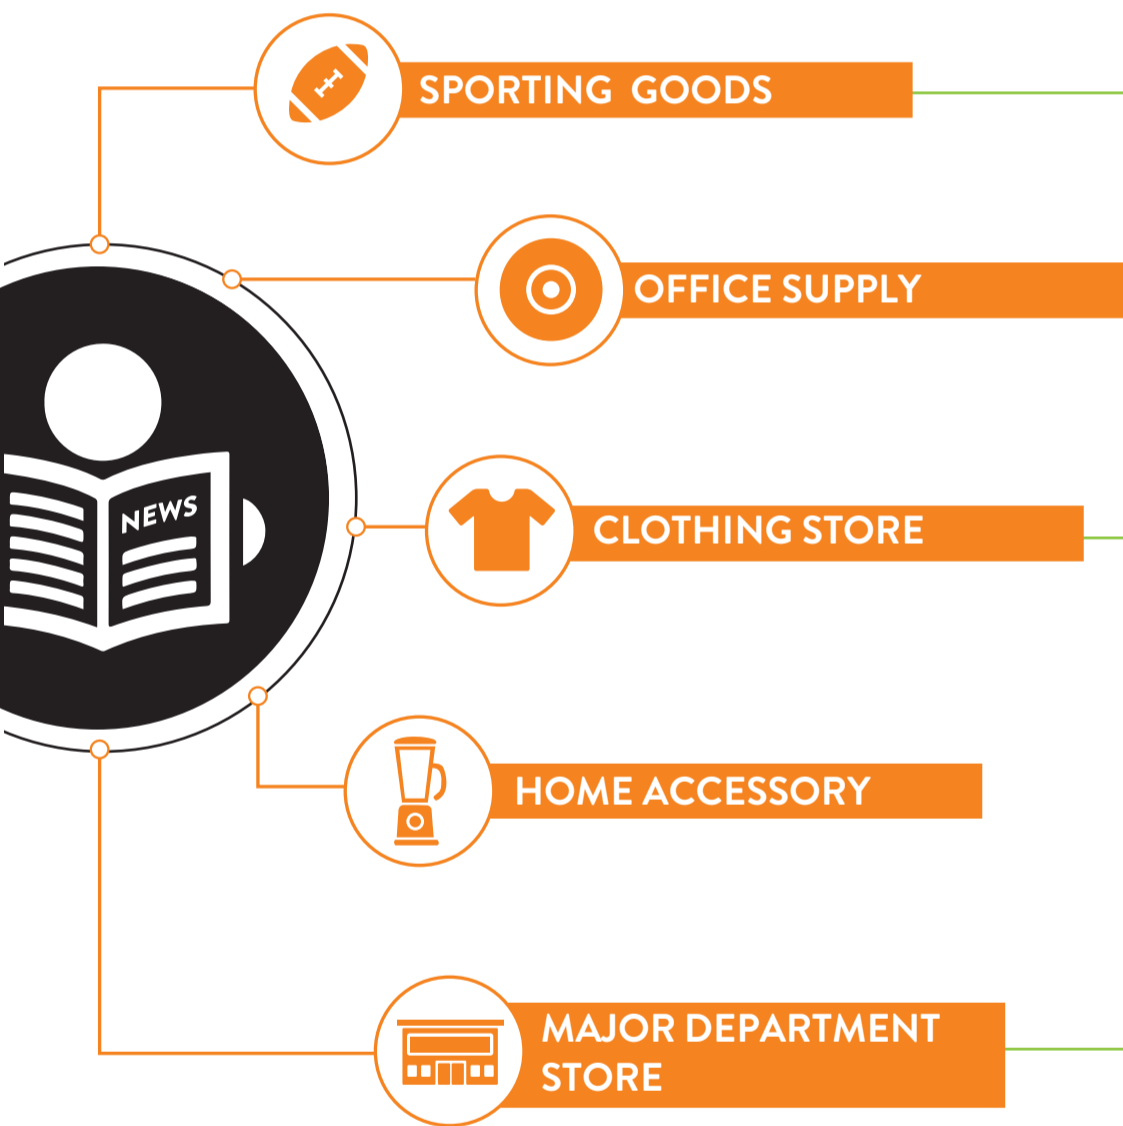 SPORTING GOODS
OFFICE SUPPLY
NEWS
CLOTHING STORE
HOME ACCESSORY
MAJOR DEPARTMENT
STORE